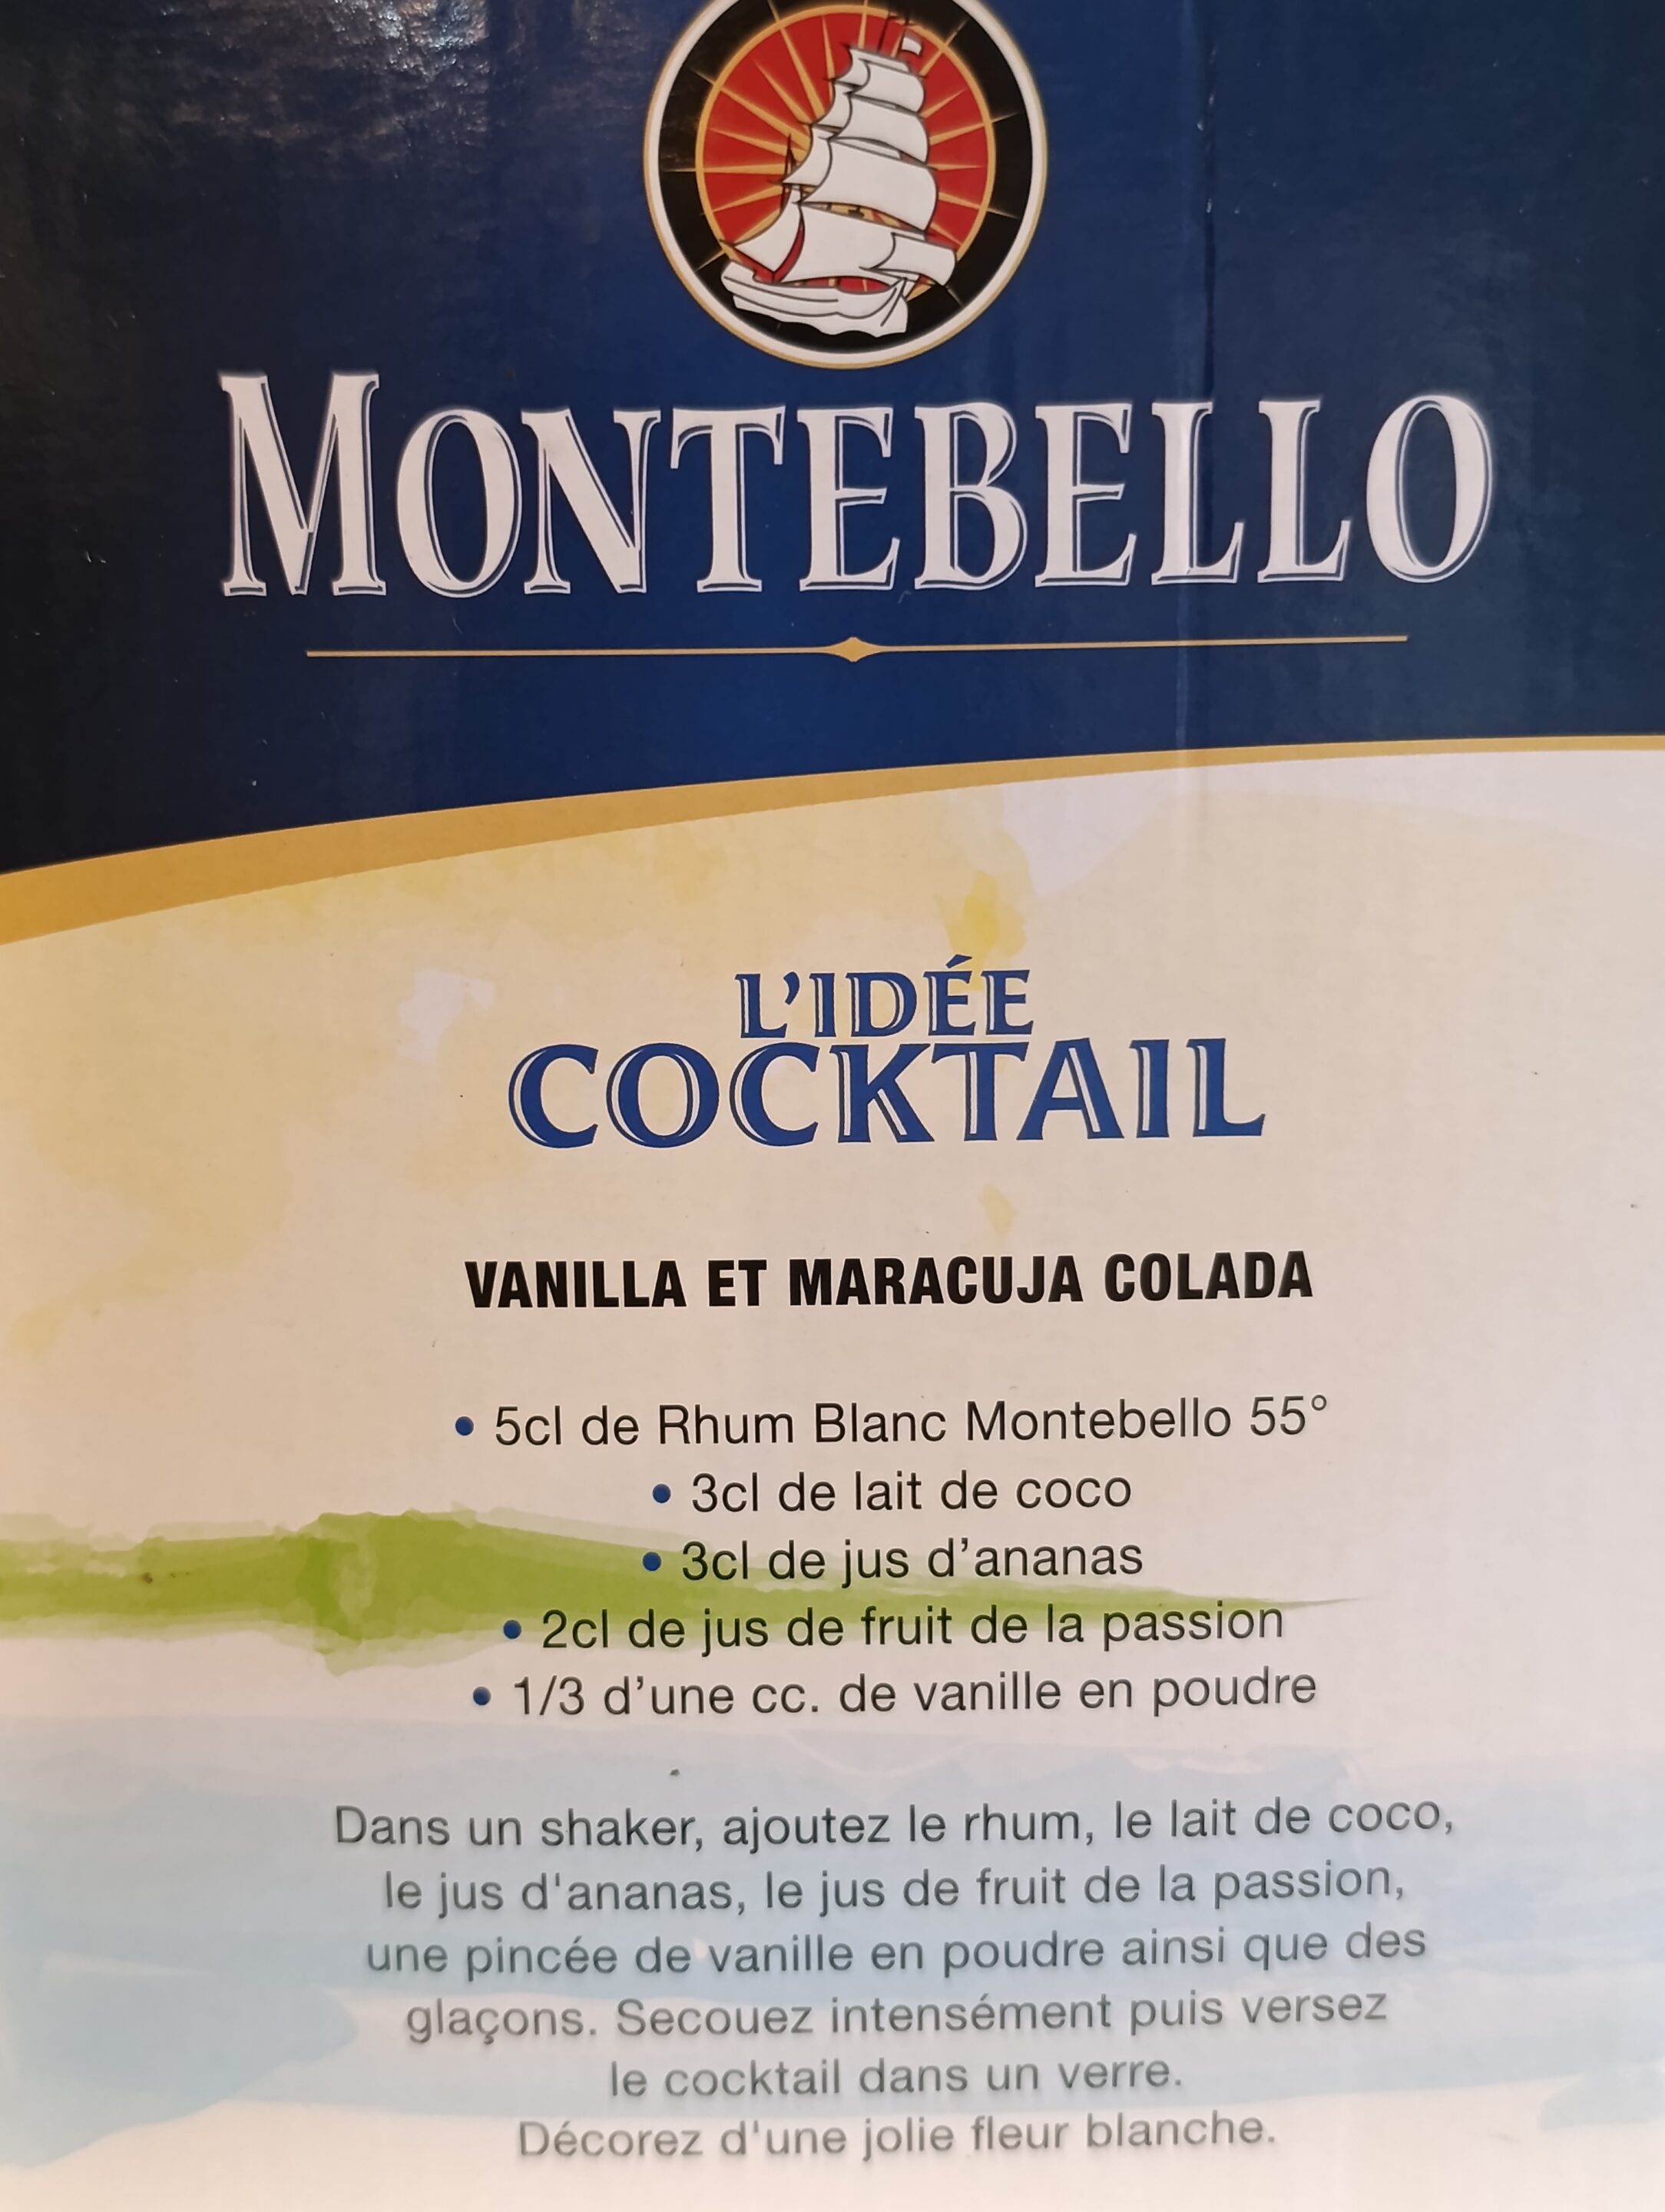 MONTEBELLO
L'IDÉE
COCKTAIL
VANILLA ET MARACUJA COLADA
• 5cl de Rhum Blanc Montebello 55°
• 3cl de lait de coco
• 3cl de jus d’ananas
• 2cl de jus de fruit de la passion
• 1/3 d’une cc. de vanille en poudre
Dans un shaker, ajoutez le rhum, le lait de coco,
le jus d'ananas, le jus de fruit de la passion,
une pincée de vanille en poudre ainsi que des
glaçons. Secouez intensément puis versez
le cocktail dans un verre.
Décorez d'une jolie fleur blanche.